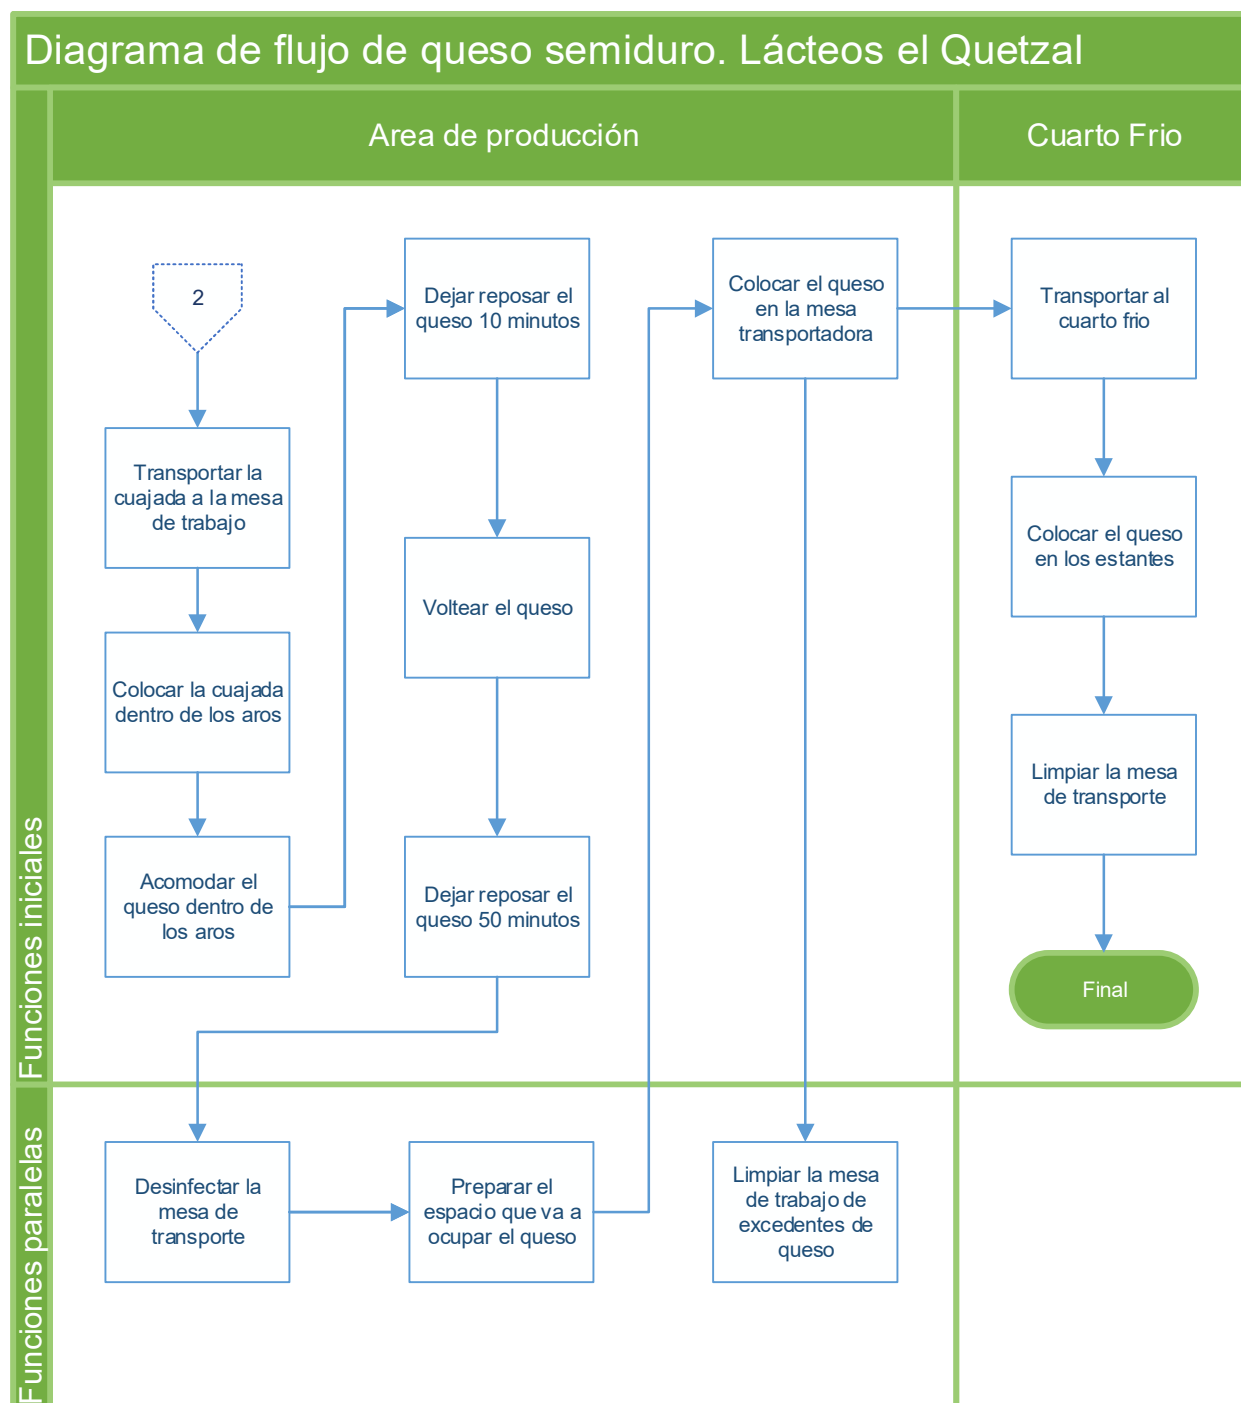 Diagrama de flujo de queso semiduro. Lácteos el Quetzal
Area de producción
Cuarto Frio
Funciones iniciales
2
Transportar la
cuajada a la mesa
de trabajo
Colocar la cuajada
dentro de los aros
Acomodar el
queso dentro de
los aros
Dejar reposar el
queso 10 minutos
Voltear el queso
Dejar reposar el
queso 50 minutos
Colocar el queso
en la mesa
transportadora
Transportar al
cuarto frio
Colocar el queso
en los estantes
Limpiar la mesa
de transporte
Final
Funciones paralelas
Desinfectar la
mesa de
transporte
Preparar el
espacio que va a
ocupar el queso
Limpiar la mesa
de trabajo de
excedentes de
queso